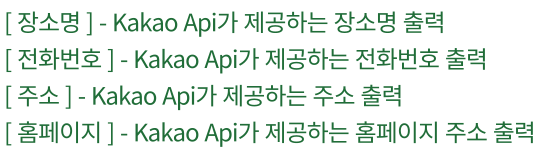 [ 장소명 ] - Kakao Api가 제공하는 장소명 출력
[ 전화번호 ] - Kakao Api가 제공하는 전화번호 출력
[ 주소 ] - Kakao Api가 제공하는 주소 출력
[ 홈페이지 ] - Kakao Api가 제공하는 홈페이지 주소 출력